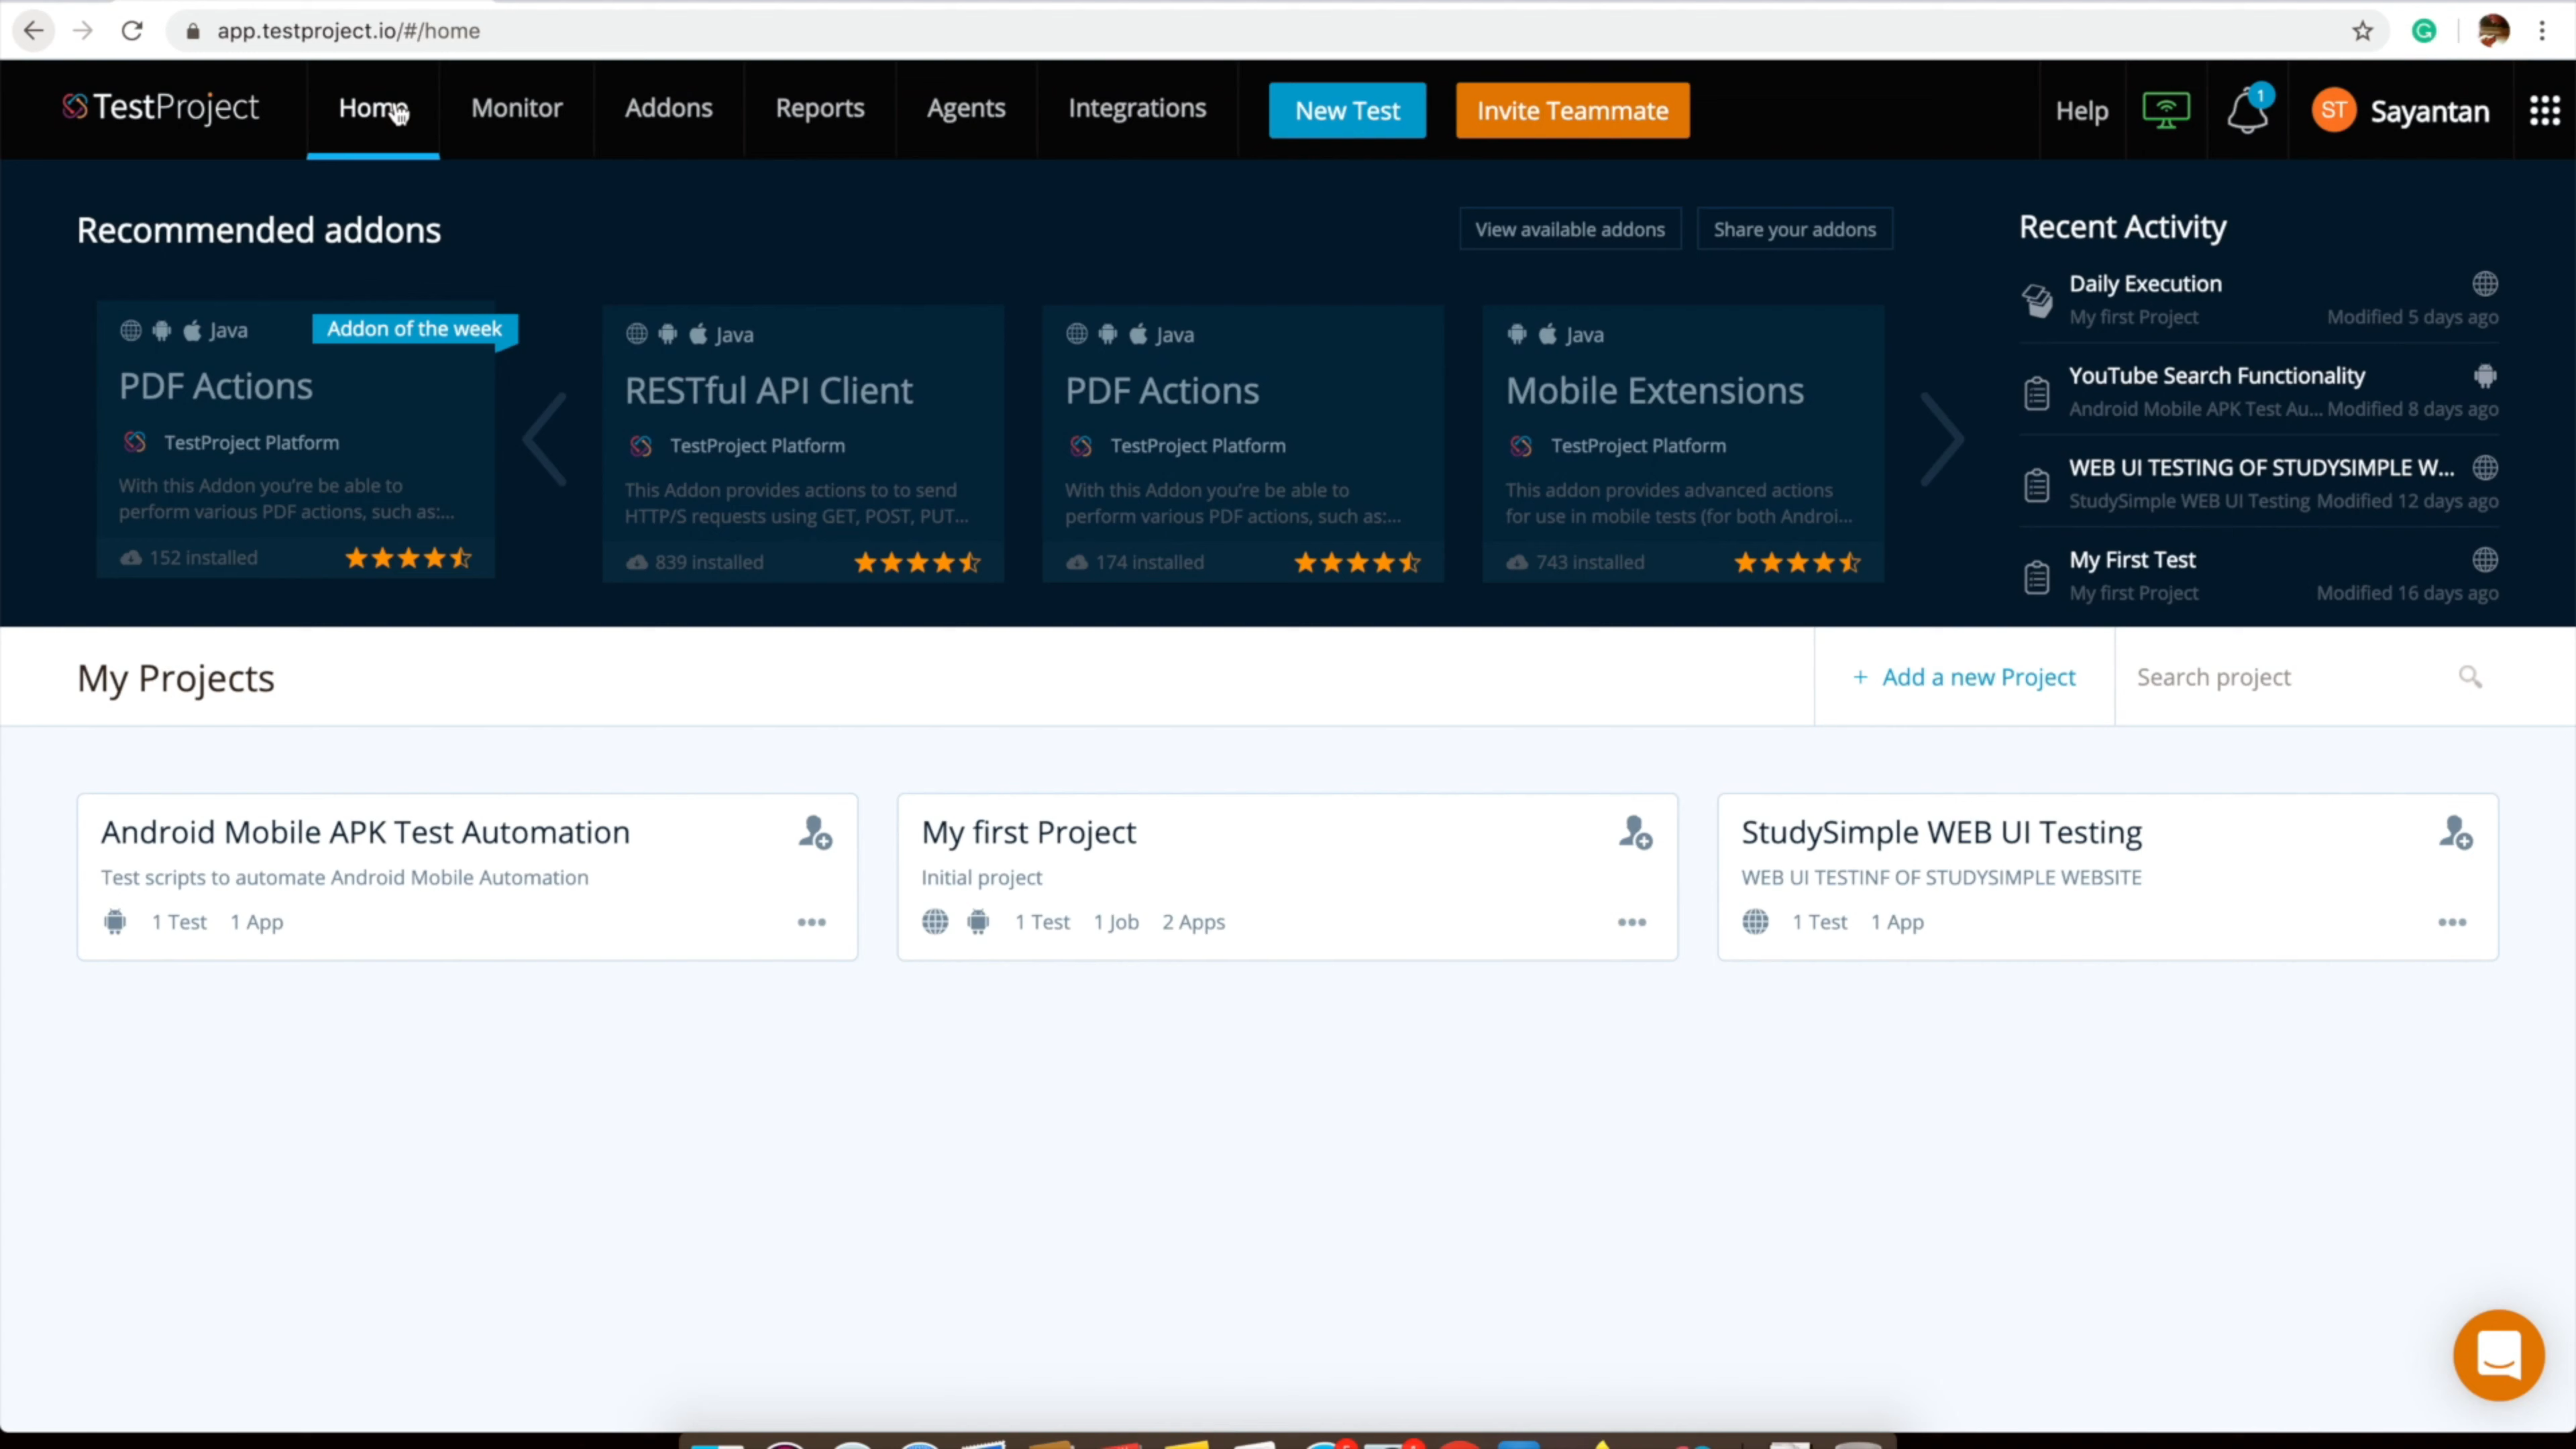 app.testproject.io/#/home
TestProject
Home
Monitor
Addons
Reports
Agents
Integrations
New Test
Invite Teammate
Help
1
ST
Sayantan
Recommended addons
View available addons
Share your addons
Java
Addon of the week
PDF Actions
TestProject Platform
With this Addon you're be able to
perform various PDF actions, such as:...
152 installed
Java
RESTful API Client
TestProject Platform
This Addon provides actions to to send
HTTP/S requests using GET, POST, PUT...
839 installed
Java
PDF Actions
TestProject Platform
With this Addon you're be able to
perform various PDF actions, such as:...
174 installed
Java
Mobile Extensions
TestProject Platform
This addon provides advanced actions
for use in mobile tests (for both Androi...
743 installed
Recent Activity
Daily Execution
My first Project Modified 5 days ago
YouTube Search Functionality
Android Mobile APK Test Au... Modified 8 days ago
WEB UI TESTING OF STUDYSIMPLE W...
StudySimple WEB UI Testing Modified 12 days ago
My First Test
My first Project Modified 16 days ago
My Projects
+ Add a new Project
Search project
Android Mobile APK Test Automation
Test scripts to automate Android Mobile Automation
1 Test 1 App
My first Project
Initial project
1 Test 1 Job 2 Apps
StudySimple WEB UI Testing
WEB UI TESTINF OF STUDYSIMPLE WEBSITE
1 Test 1 App